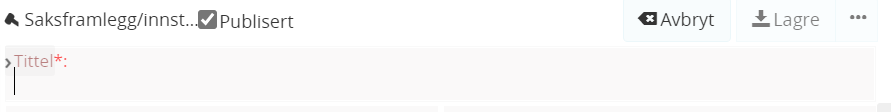 Saksframlegg/innst... Publisert Avbryt Lagre ...
Tittel*: